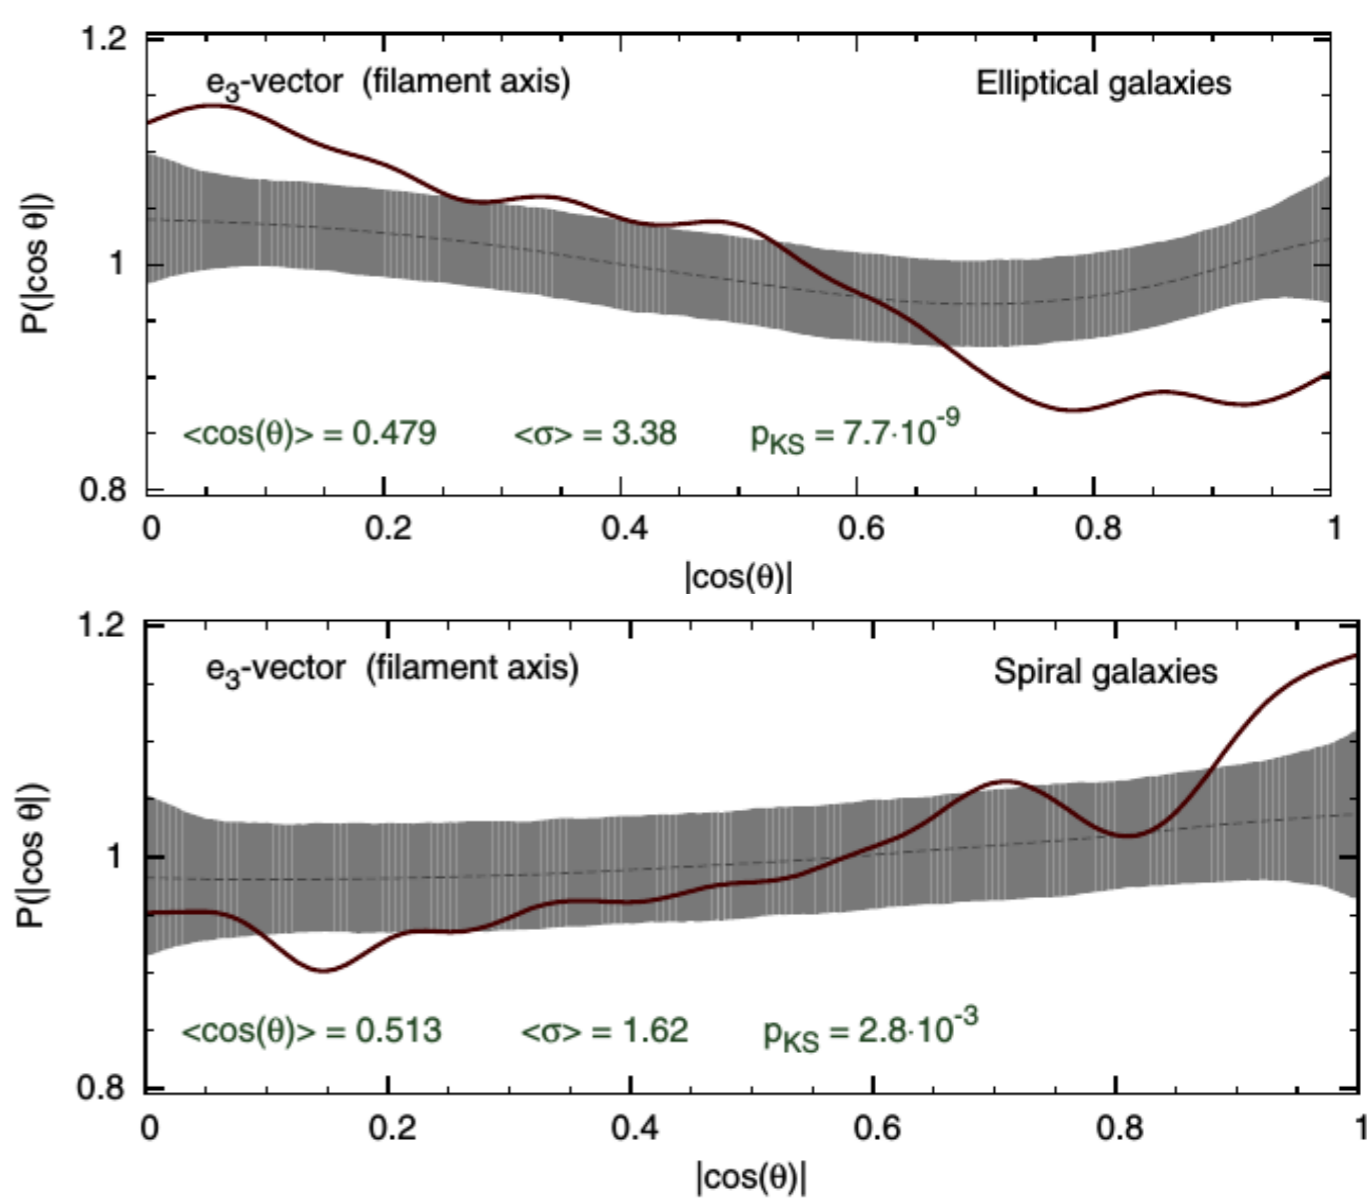 1.2
e3-vector (filament axis) Elliptical galaxies
P(|cos θ|)
1
<cos(θ)> = 0.479 <σ> = 3.38 pKS = 7.7·10-9
0.8
0 0.2 0.4 0.6 0.8 1
|cos(θ)|
1.2
e3-vector (filament axis) Spiral galaxies
P(|cos θ|)
1
<cos(θ)> = 0.513 <σ> = 1.62 pKS = 2.8·10-3
0.8
0 0.2 0.4 0.6 0.8 1
|cos(θ)|